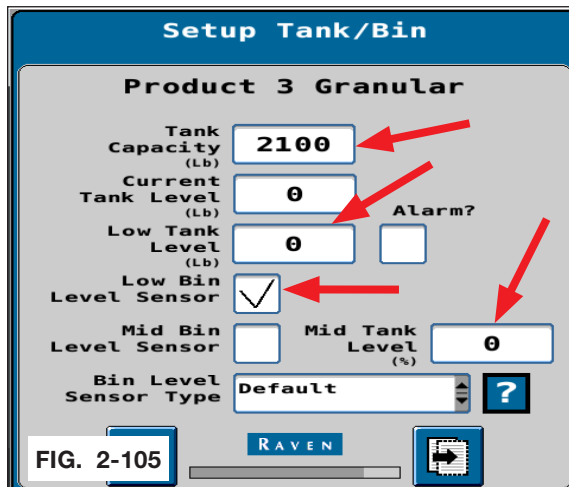 Setup Tank/Bin
Product 3 Granular
Tank
Capacity
(Lb)
2100
Current
Tank Level
(Lb)
0
Alarm?
Low Tank
Level
(Lb)
0
Low Bin
Level Sensor
Mid Bin
Level Sensor
Mid Tank
Level
(%)
0
Bin Level
Sensor Type
Default
?
FIG. 2-105
RAVEN